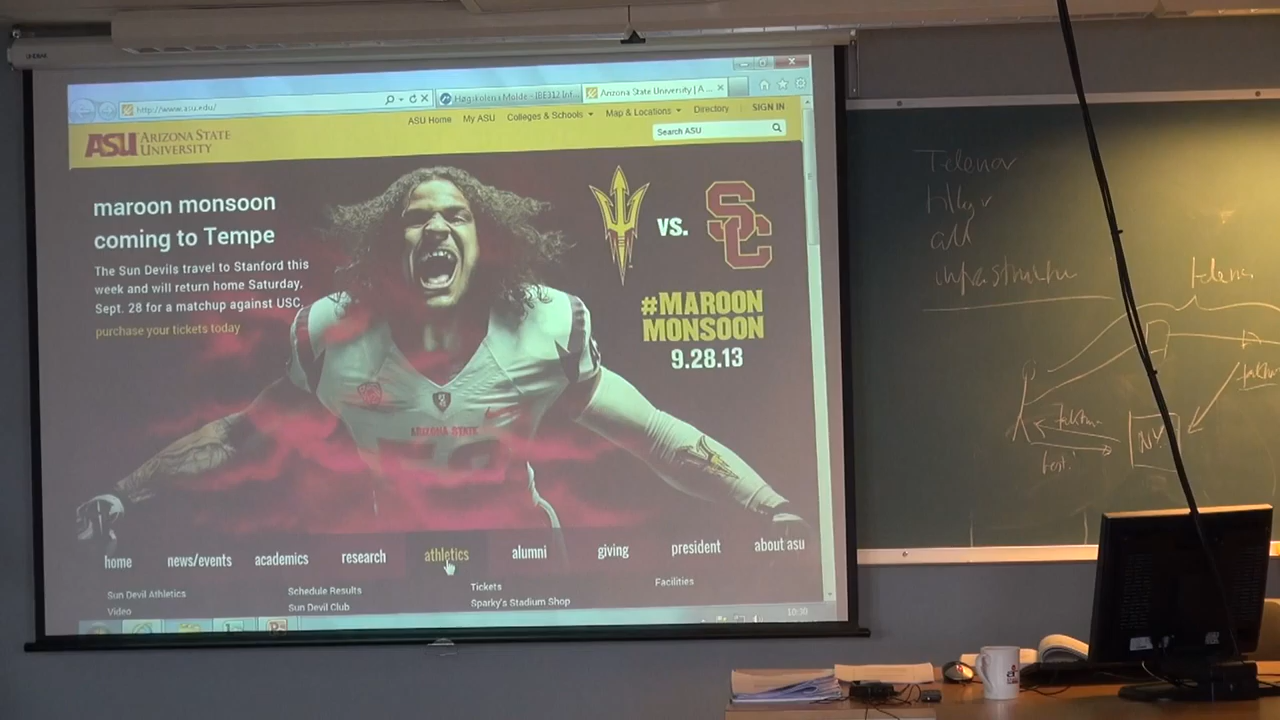 http://www.asu.edu/
Høgskolen i Molde - IBE312 Inf...
Arizona State University | A...
ASU Home My ASU Colleges & Schools Map & Locations Directory SIGN IN
Search ASU
ASU ARIZONA STATE
UNIVERSITY
maroon monsoon
coming to Tempe
The Sun Devils travel to Stanford this
week and will return home Saturday,
Sept. 28 for a matchup against USC.
purchase your tickets today
VS.
SC
#MAROON
MONSOON
9.28.13
ARIZONA STATE
home news/events academics research athletics alumni giving president about asu
Sun Devil Athletics Schedule Results Tickets Facilities
Video Sun Devil Club Sparky's Stadium Shop
10:30
Telenor
all
NY